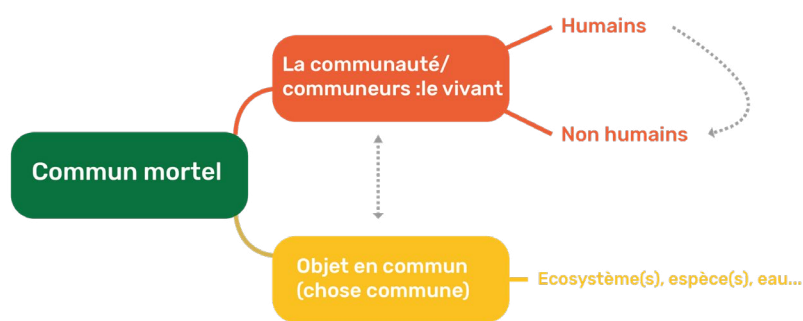 Humains
La communauté/
communeurs :le vivant
Non humains
Commun mortel
Objet en commun
(chose commune)
Ecosystème(s), espèce(s), eau...